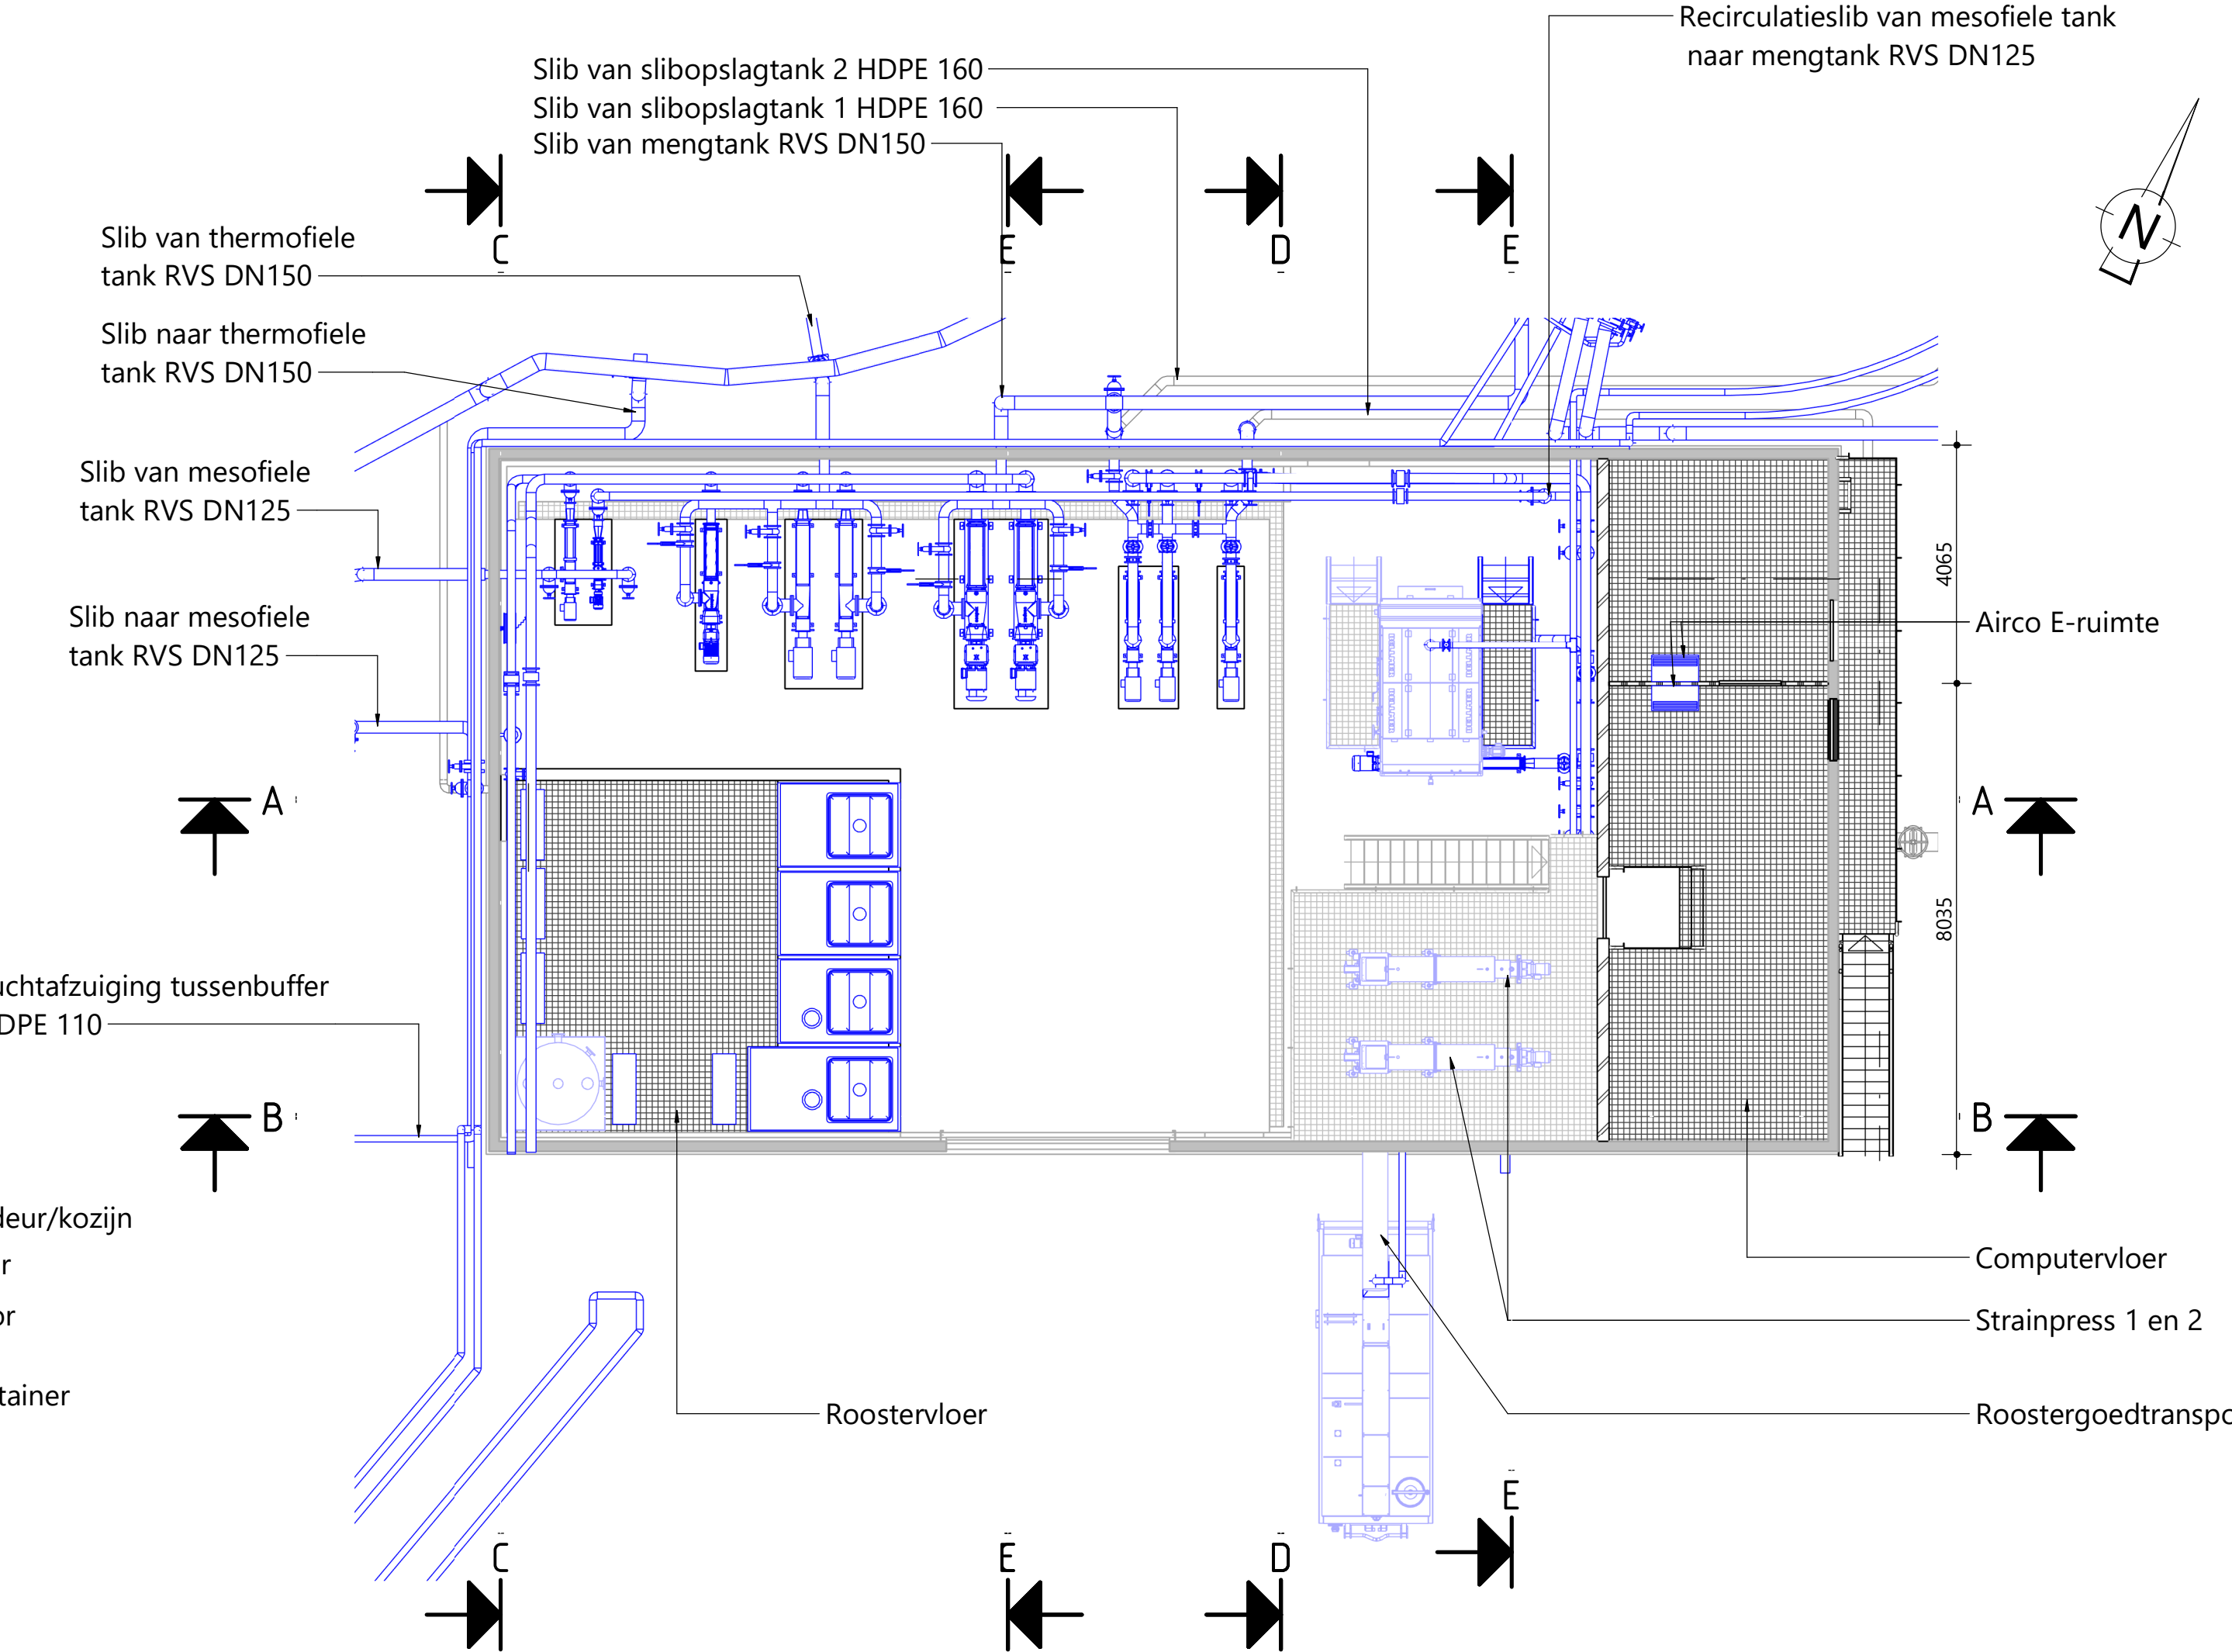 Recirculatieslib van mesofiele tank
naar mengtank RVS DN125
Slib van slibopslagtank 2 HDPE 160
Slib van slibopslagtank 1 HDPE 160
Slib van mengtank RVS DN150
C
E
D
E
N
Slib van thermofiele
tank RVS DN150
Slib naar thermofiele
tank RVS DN150
Slib van mesofiele
tank RVS DN125
Slib naar mesofiele
tank RVS DN125
4065
Airco E-ruimte
A
A
8035
uchtafzuiging tussenbuffer
DPE 110
B
B
deur/kozijn
r
or
tainer
Computervloer
Strainpress 1 en 2
Roostervloer
Roostergoedtranspo
E
C
E
D